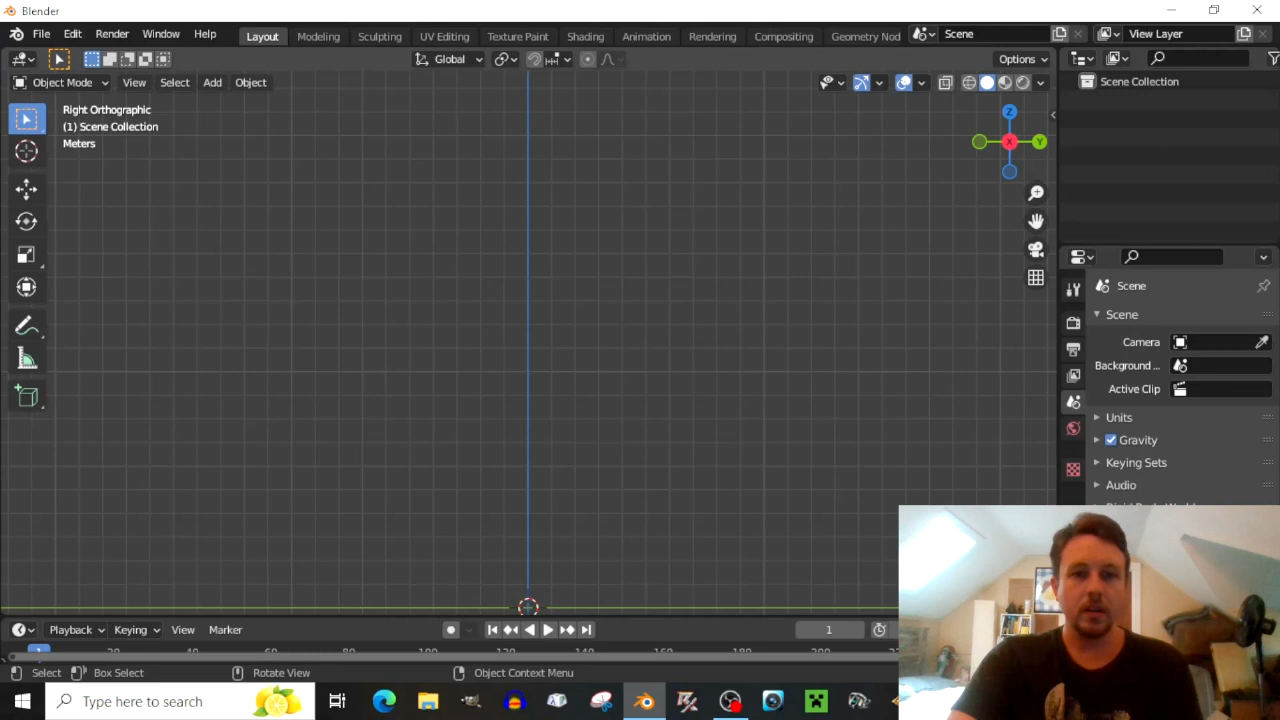 Blender
File Edit Render Window Help
Layout Modeling Sculpting UV Editing Texture Paint Shading Animation Rendering Compositing Geometry Nod
Scene
View Layer
Global
Options
Object Mode View Select Add Object
Scene Collection
Right Orthographic
(1) Scene Collection
Meters
Z
X
Y
Scene
Scene
Camera
Background ...
Active Clip
Units
Gravity
Keying Sets
Audio
Playback Keying View Marker
1
1 20 40 60 80 100 120 140 160 180 200
Select Box Select Rotate View Object Context Menu
Type here to search